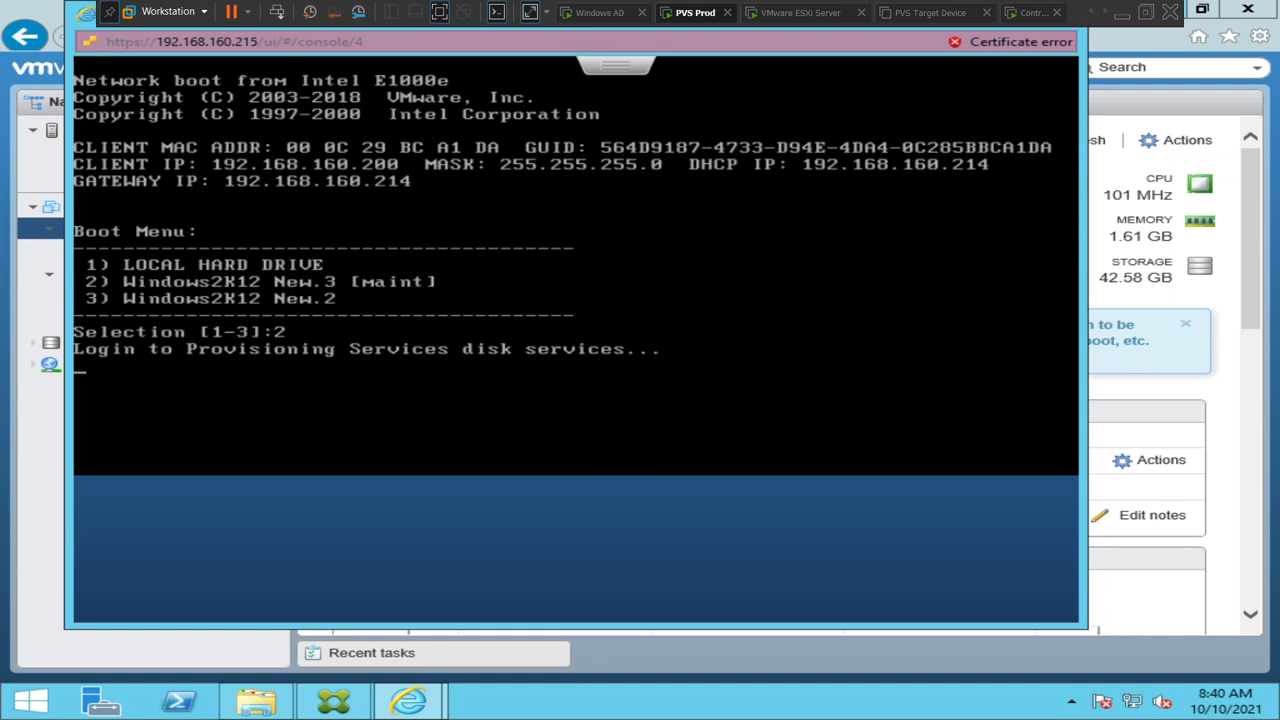 Workstation
Windows AD
PVS Prod
VMware ESXi Server
PVS Target Device
Contr...
https://192.168.160.215/ui/#/console/4
Certificate error
Search
vm
Na
Network boot from Intel E1000e
Copyright (C) 2003-2018 VMware, Inc.
Copyright (C) 1997-2000 Intel Corporation
CLIENT MAC ADDR: 00 0C 29 BC A1 DA GUID: 564D9187-4733-D94E-4DA4-0C285BBCA1DA
CLIENT IP: 192.168.160.200 MASK: 255.255.255.0 DHCP IP: 192.168.160.214
GATEWAY IP: 192.168.160.214
Boot Menu:
---------------------------------------
1) LOCAL HARD DRIVE
2) Windows2K12 New.3 [maint]
3) Windows2K12 New.2
---------------------------------------
Selection [1-3]:2
Login to Provisioning Services disk services...
_
esh
Actions
CPU
101 MHz
MEMORY
1.61 GB
STORAGE
42.58 GB
n to be
oot, etc.
Actions
Edit notes
Recent tasks
8:40 AM
10/10/2021